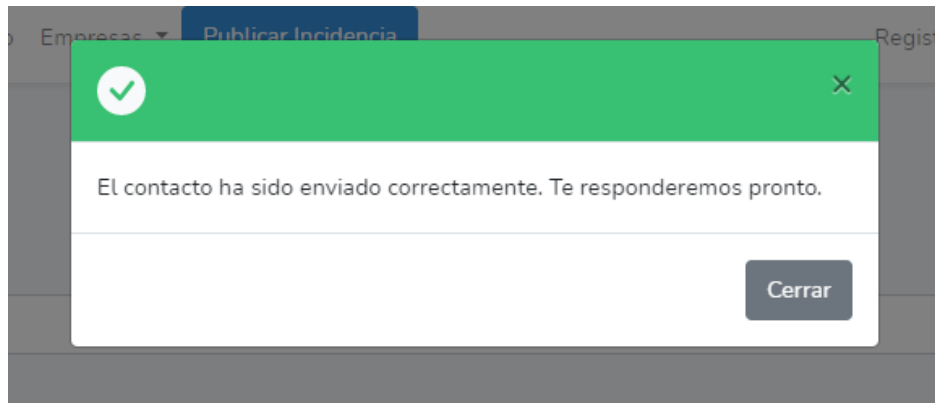 Empresas
Publicar Incidencia
El contacto ha sido enviado correctamente. Te responderemos pronto.
Cerrar